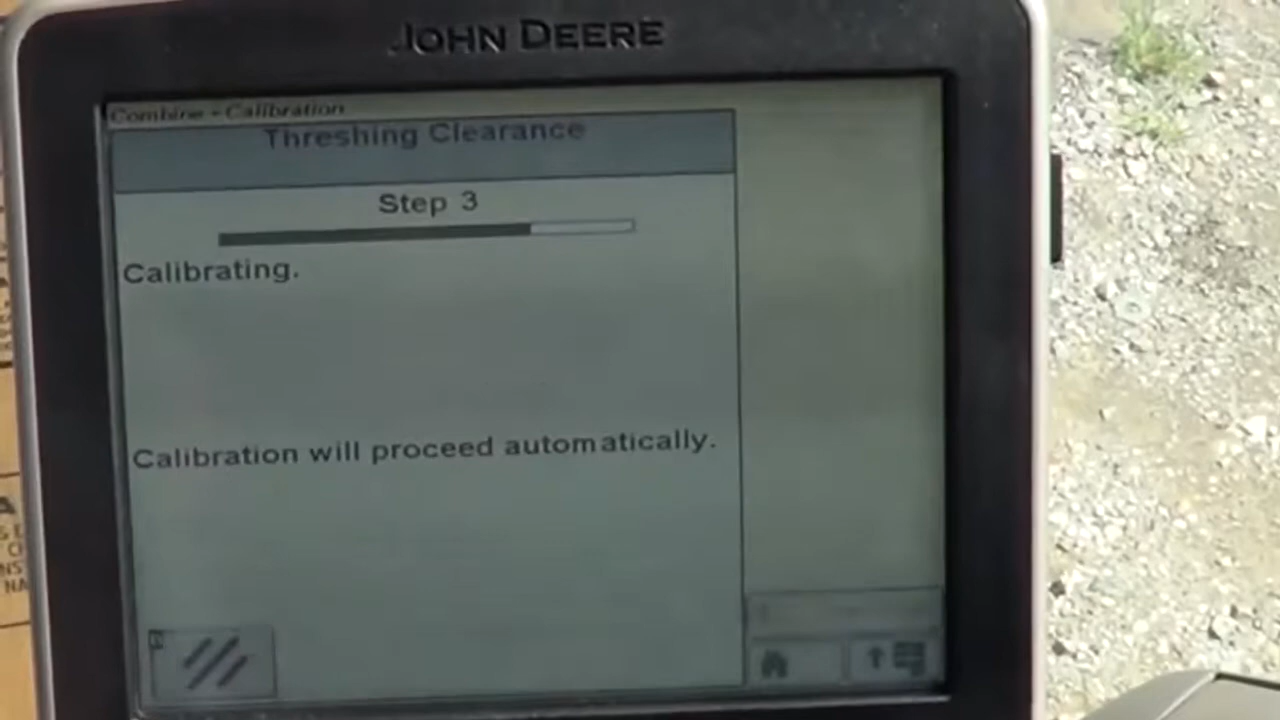 JOHN DEERE
Combine - Calibration
Threshing Clearance
Step 3
Calibrating.
Calibration will proceed automatically.